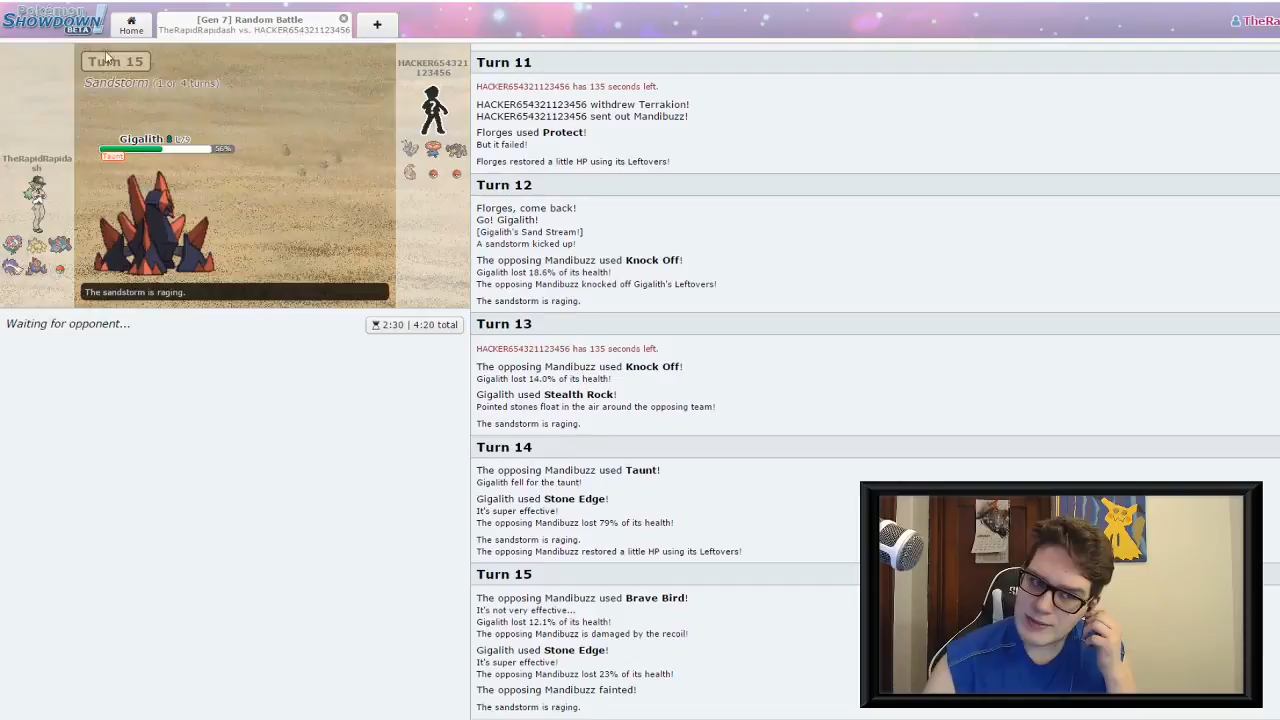 Pokémon
SHOWDOWN!
BETA
Home
[Gen 7] Random Battle
TheRapidRapidash vs. HACKER654321123456
+
TheRa
Turn 15
Sandstorm (1 or 4 turns)
Gigalith L79
56%
Taunt
TheRapidRapida
sh
HACKER654321
123456
The sandstorm is raging.
Waiting for opponent...
2:30 | 4:20 total
Turn 11
HACKER654321123456 has 135 seconds left.
HACKER654321123456 withdrew Terrakion!
HACKER654321123456 sent out Mandibuzz!
Florges used Protect!
But it failed!
Florges restored a little HP using its Leftovers!
Turn 12
Florges, come back!
Go! Gigalith!
[Gigalith's Sand Stream!]
A sandstorm kicked up!
The opposing Mandibuzz used Knock Off!
Gigalith lost 18.6% of its health!
The opposing Mandibuzz knocked off Gigalith's Leftovers!
The sandstorm is raging.
Turn 13
HACKER654321123456 has 135 seconds left.
The opposing Mandibuzz used Knock Off!
Gigalith lost 14.0% of its health!
Gigalith used Stealth Rock!
Pointed stones float in the air around the opposing team!
The sandstorm is raging.
Turn 14
The opposing Mandibuzz used Taunt!
Gigalith fell for the taunt!
Gigalith used Stone Edge!
It's super effective!
The opposing Mandibuzz lost 79% of its health!
The sandstorm is raging.
The opposing Mandibuzz restored a little HP using its Leftovers!
Turn 15
The opposing Mandibuzz used Brave Bird!
It's not very effective...
Gigalith lost 12.1% of its health!
The opposing Mandibuzz is damaged by the recoil!
Gigalith used Stone Edge!
It's super effective!
The opposing Mandibuzz lost 23% of its health!
The opposing Mandibuzz fainted!
The sandstorm is raging.